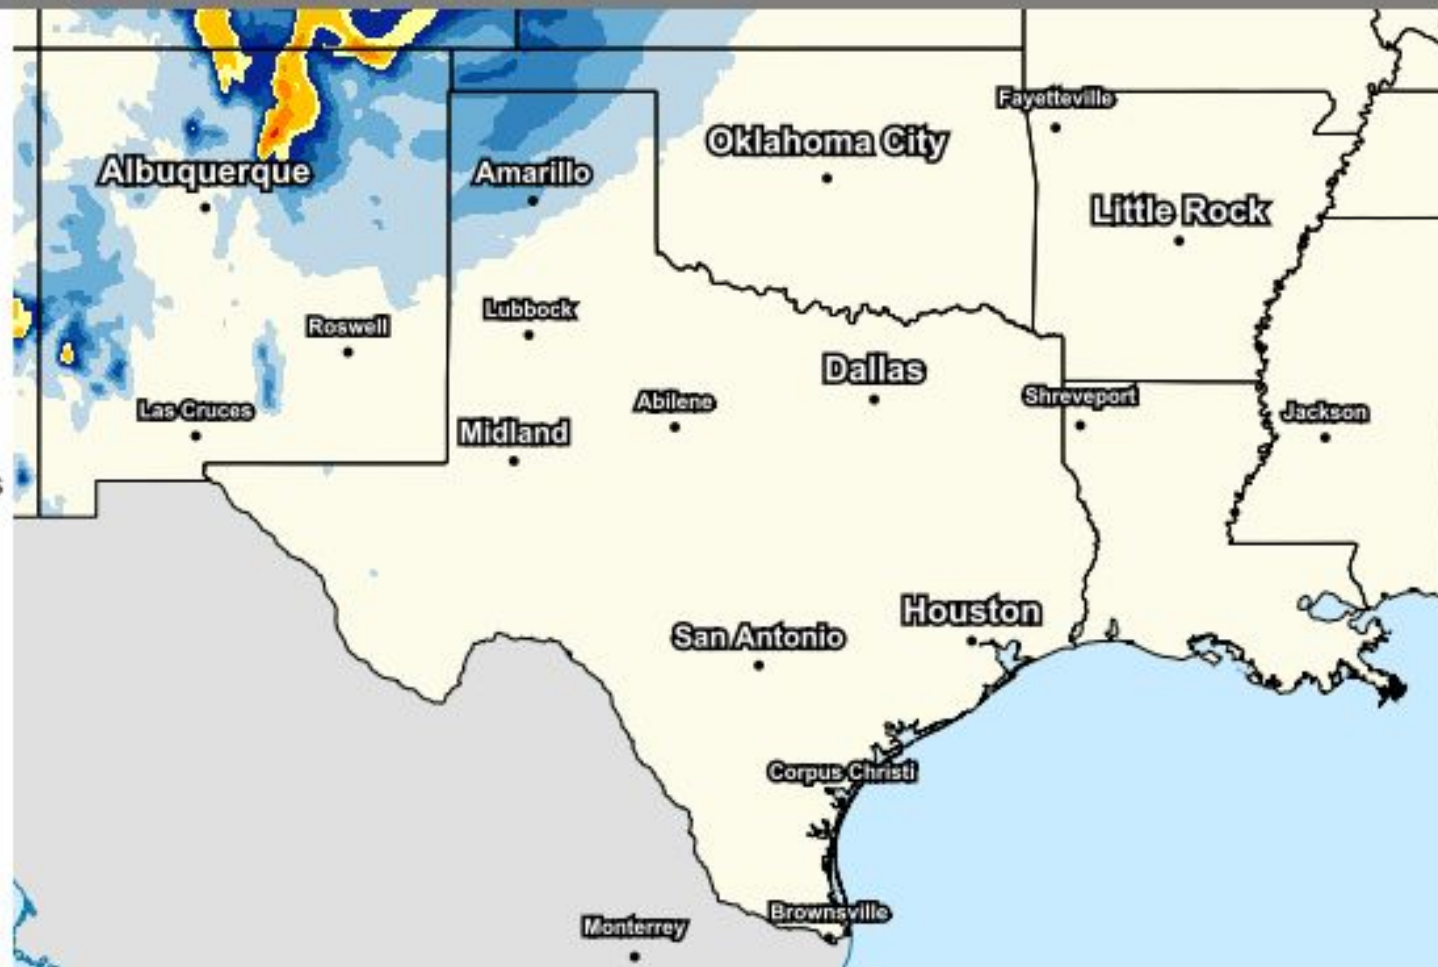 Fayetteville
Oklahoma City
Albuquerque
Amarillo
Little Rock
Lubbock
Roswell
Dallas
Shreveport
Abilene
Las Cruces
Jackson
Midland
s
Houston
San Antonio
Corpus Christi
Brownsville
Monterrey